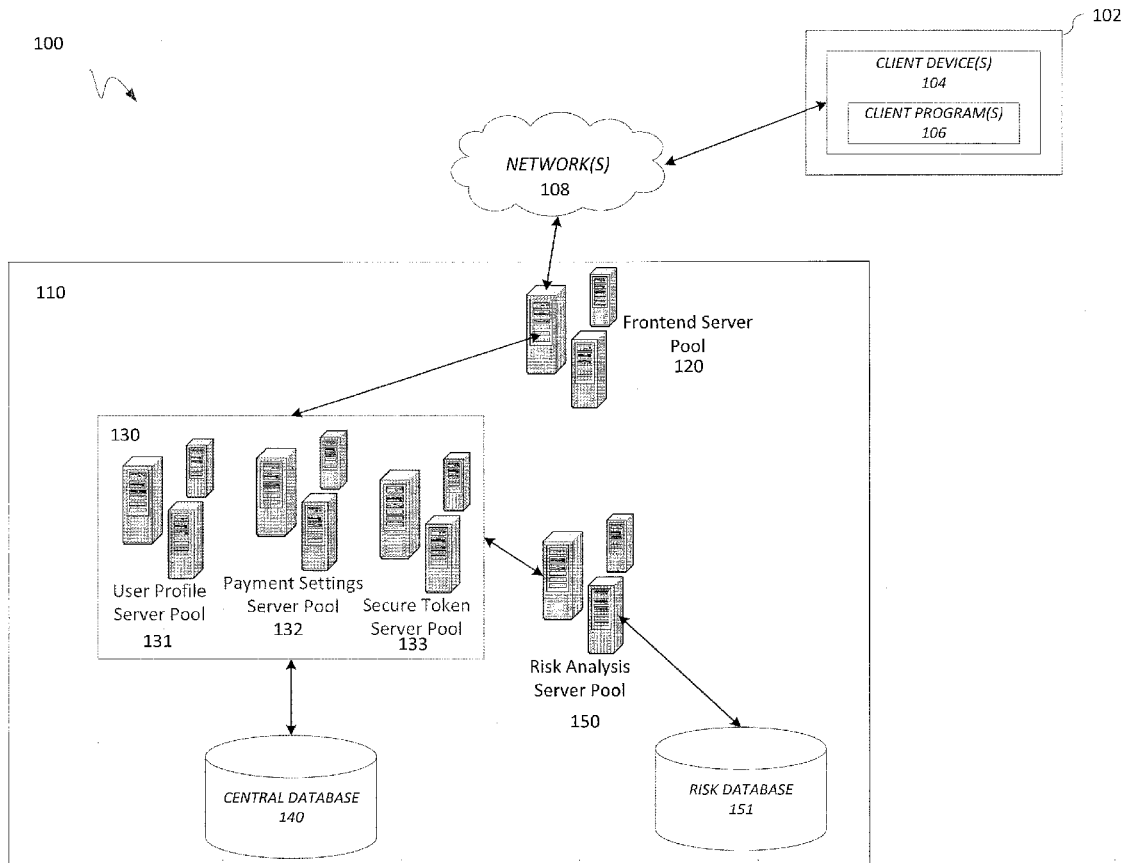 102
100
CLIENT DEVICE(S)
104
CLIENT PROGRAM(S)
106
NETWORK(S)
108
110
Frontend Server
Pool
120
130
User Profile
Server Pool
131
Payment Settings
Server Pool
132
Secure Token
Server Pool
133
Risk Analysis
Server Pool
150
CENTRAL DATABASE
140
RISK DATABASE
151